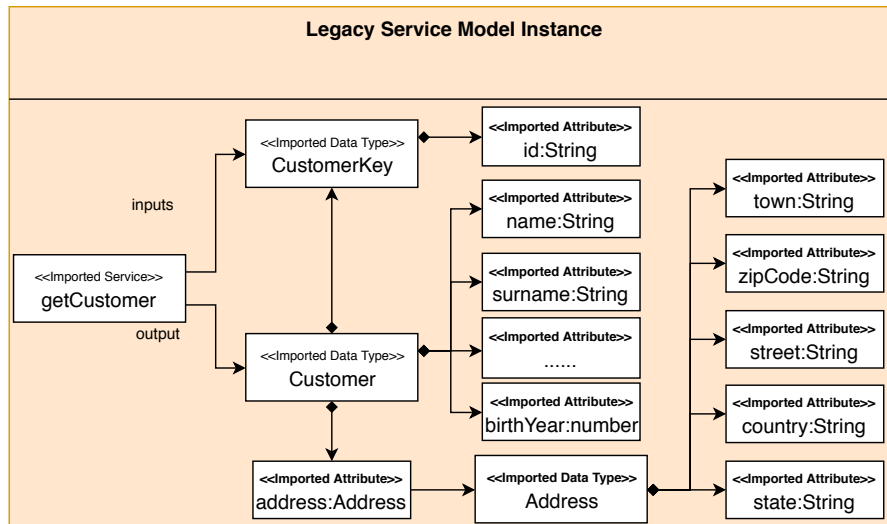 Legacy Service Model Instance
<<Imported Data Type>>
CustomerKey
<<Imported Attribute>>
id:String
<<Imported Attribute>>
name:String
<<Imported Attribute>>
town:String
inputs
<<Imported Service>>
getCustomer
output
<<Imported Attribute>>
surname:String
<<Imported Attribute>>
zipCode:String
<<Imported Data Type>>
Customer
<<Imported Attribute>>
......
<<Imported Attribute>>
street:String
<<Imported Attribute>>
birthYear:number
<<Imported Attribute>>
country:String
<<Imported Attribute>>
address:Address
<<Imported Data Type>>
Address
<<Imported Attribute>>
state:String